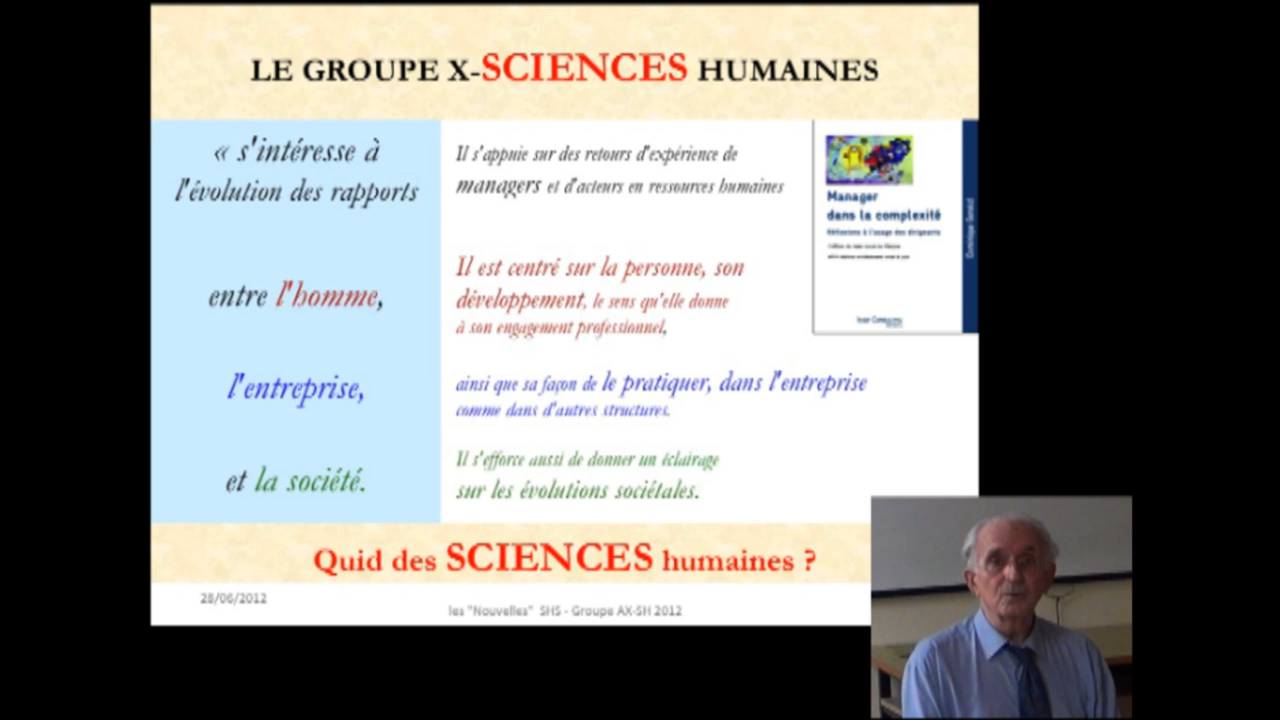 LE GROUPE X-SCIENCES HUMAINES
« s'intéresse à
l'évolution des rapports
entre l'homme,
l'entreprise,
et la société.
Il s'appuie sur des retours d'expérience de
managers et d'acteurs en ressources humaines
Il est centré sur la personne, son
développement, le sens qu'elle donne
à son engagement professionnel,
ainsi que sa façon de le pratiquer, dans l'entreprise
comme dans d'autres structures.
Il s'efforce aussi de donner un éclairage
sur les évolutions sociétales.
Manager
dans la complexité
Réflexions à l'usage des dirigeants
Quid des SCIENCES humaines ?
28/06/2012
les "Nouvelles" SHS - Groupe AX-SH 2012